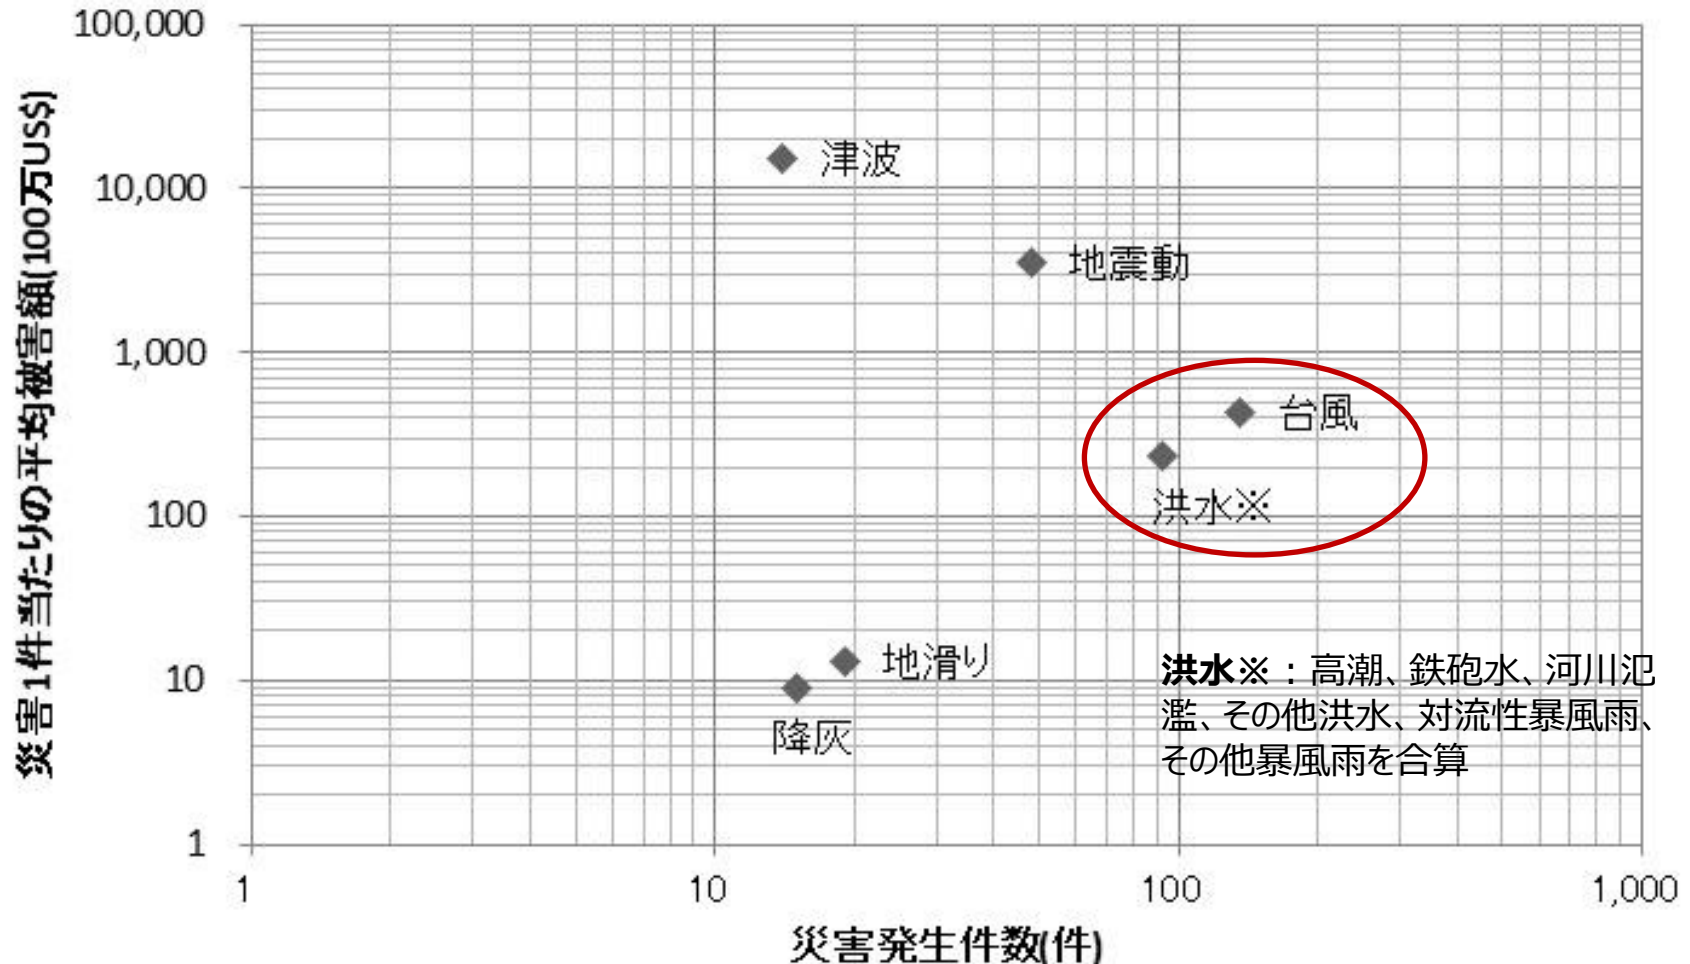 災害1件当たりの平均被害額(100万US$)
100,000
10,000
1,000
100
10
1
津波
地震動
台風
洪水※
地滑り
降灰
洪水※：高潮、鉄砲水、河川氾
濫、その他洪水、対流性暴風雨、
その他暴風雨を合算
1
10
100
1,000
災害発生件数(件)